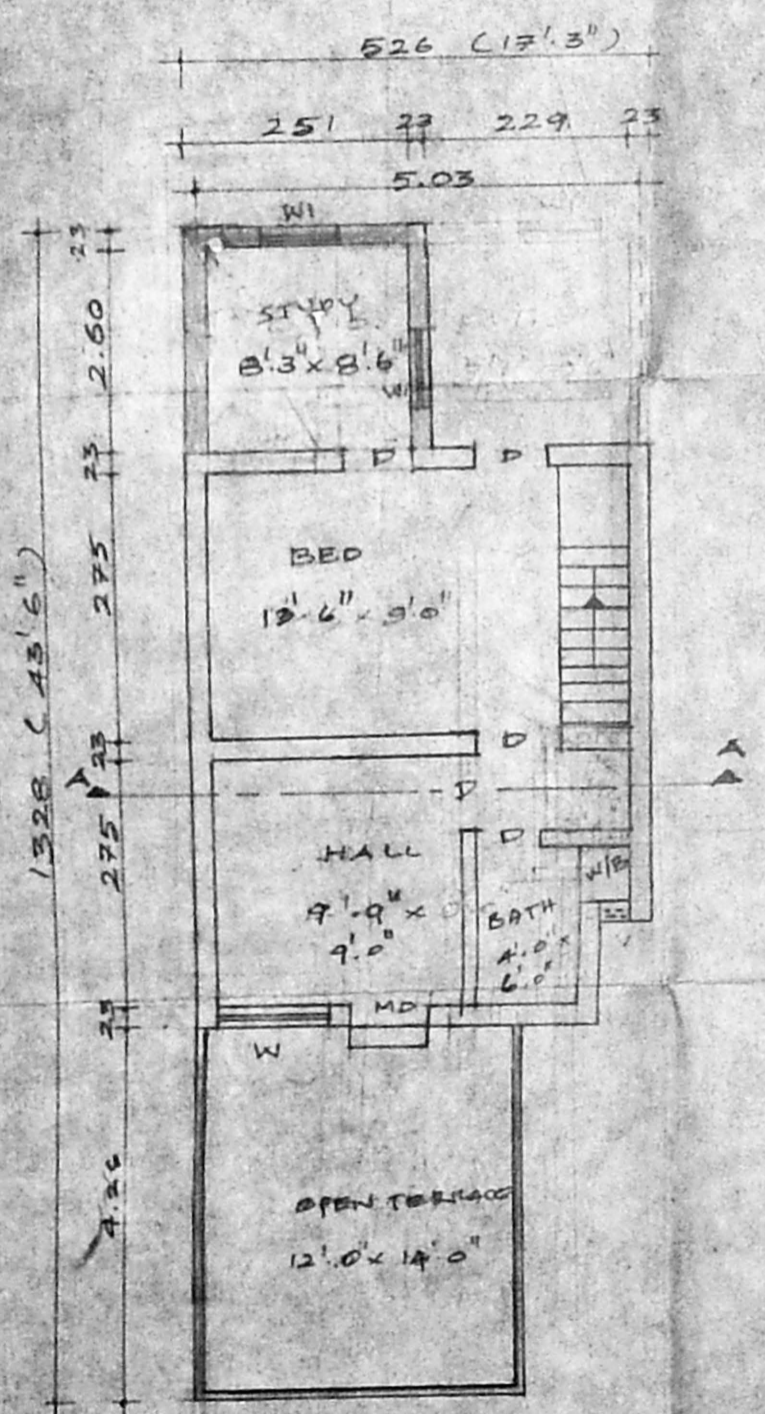 526 (17'.3")
251 23 229 23
5.03
W1
23
STUDY
8'.3" x 8'.6"
2.60
W1
23
D D
BED
9'.0"
275
1328 (43'6")
D
23
A A
D
D
HALL
9'.9" x
9'.0"
275
W/B
BATH
4'.0" x
6'.0"
MD
23
W
4.26
OPEN TERRACE
12'.0" x 14'.0"